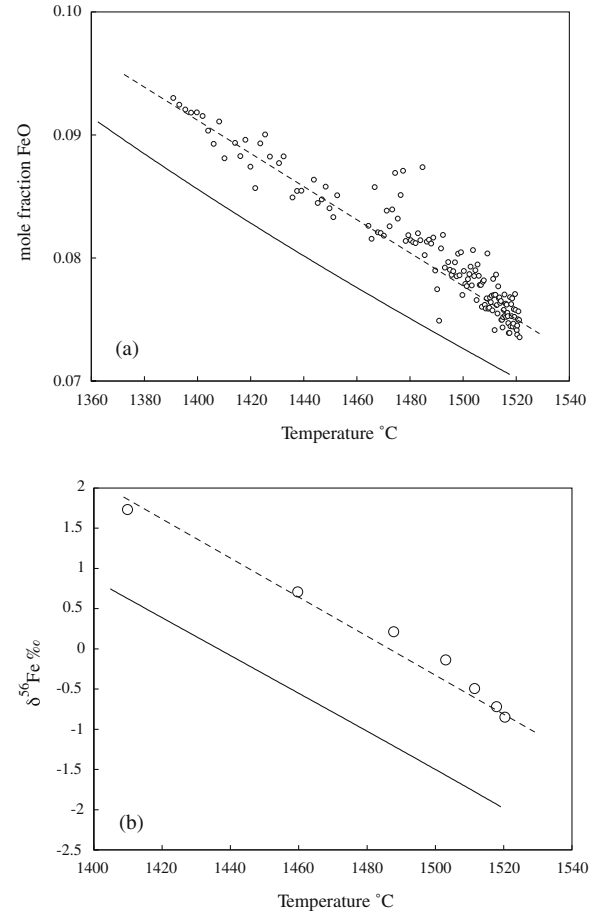 0.10
0.09
0.08
0.07
mole fraction FeO
(a)
1360 1380 1400 1420 1440 1460 1480 1500 1520 1540
Temperature ˚C
2
1.5
1
0.5
0
-0.5
-1
-1.5
-2
-2.5
δ⁵⁶Fe ‰
(b)
1400 1420 1440 1460 1480 1500 1520 1540
Temperature ˚C